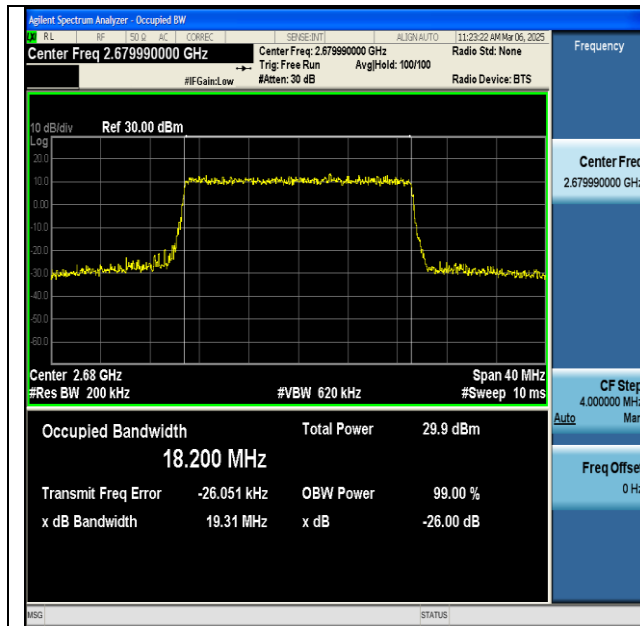 Agilent Spectrum Analyzer - Occupied BW
RL RF 50 Ω AC CORREC SENSE:INT ALIGN AUTO 11:23:22 AM Mar 06, 2025
Center Freq 2.679990000 GHz
Center Freq: 2.679990000 GHz
Radio Std: None
Trig: Free Run Avg|Hold: 100/100
#IFGain:Low
#Atten: 30 dB
Radio Device: BTS
10 dB/div Ref 30.00 dBm
Log
20.0
10.0
0.00
-10.0
-20.0
-30.0
-40.0
-50.0
-60.0
Center 2.68 GHz Span 40 MHz
#Res BW 200 kHz #VBW 620 kHz #Sweep 10 ms
Occupied Bandwidth Total Power 29.9 dBm
18.200 MHz
Transmit Freq Error -26.051 kHz OBW Power 99.00 %
x dB Bandwidth 19.31 MHz x dB -26.00 dB
MSG STATUS
Frequency
Center Freq
2.679990000 GHz
CF Step
4.000000 MHz
Auto Man
Freq Offset
0 Hz